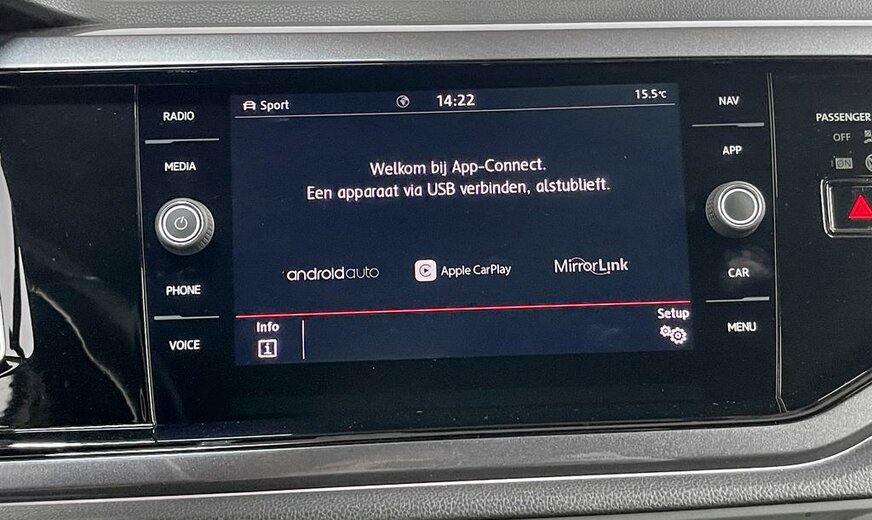 RADIO
MEDIA
PHONE
VOICE
Sport
14:22
15.5°C
Welkom bij App-Connect.
Een apparaat via USB verbinden, alstublieft.
androidauto
Apple CarPlay
MirrorLink
Info
Setup
NAV
APP
CAR
MENU
PASSENGER
OFF
ON